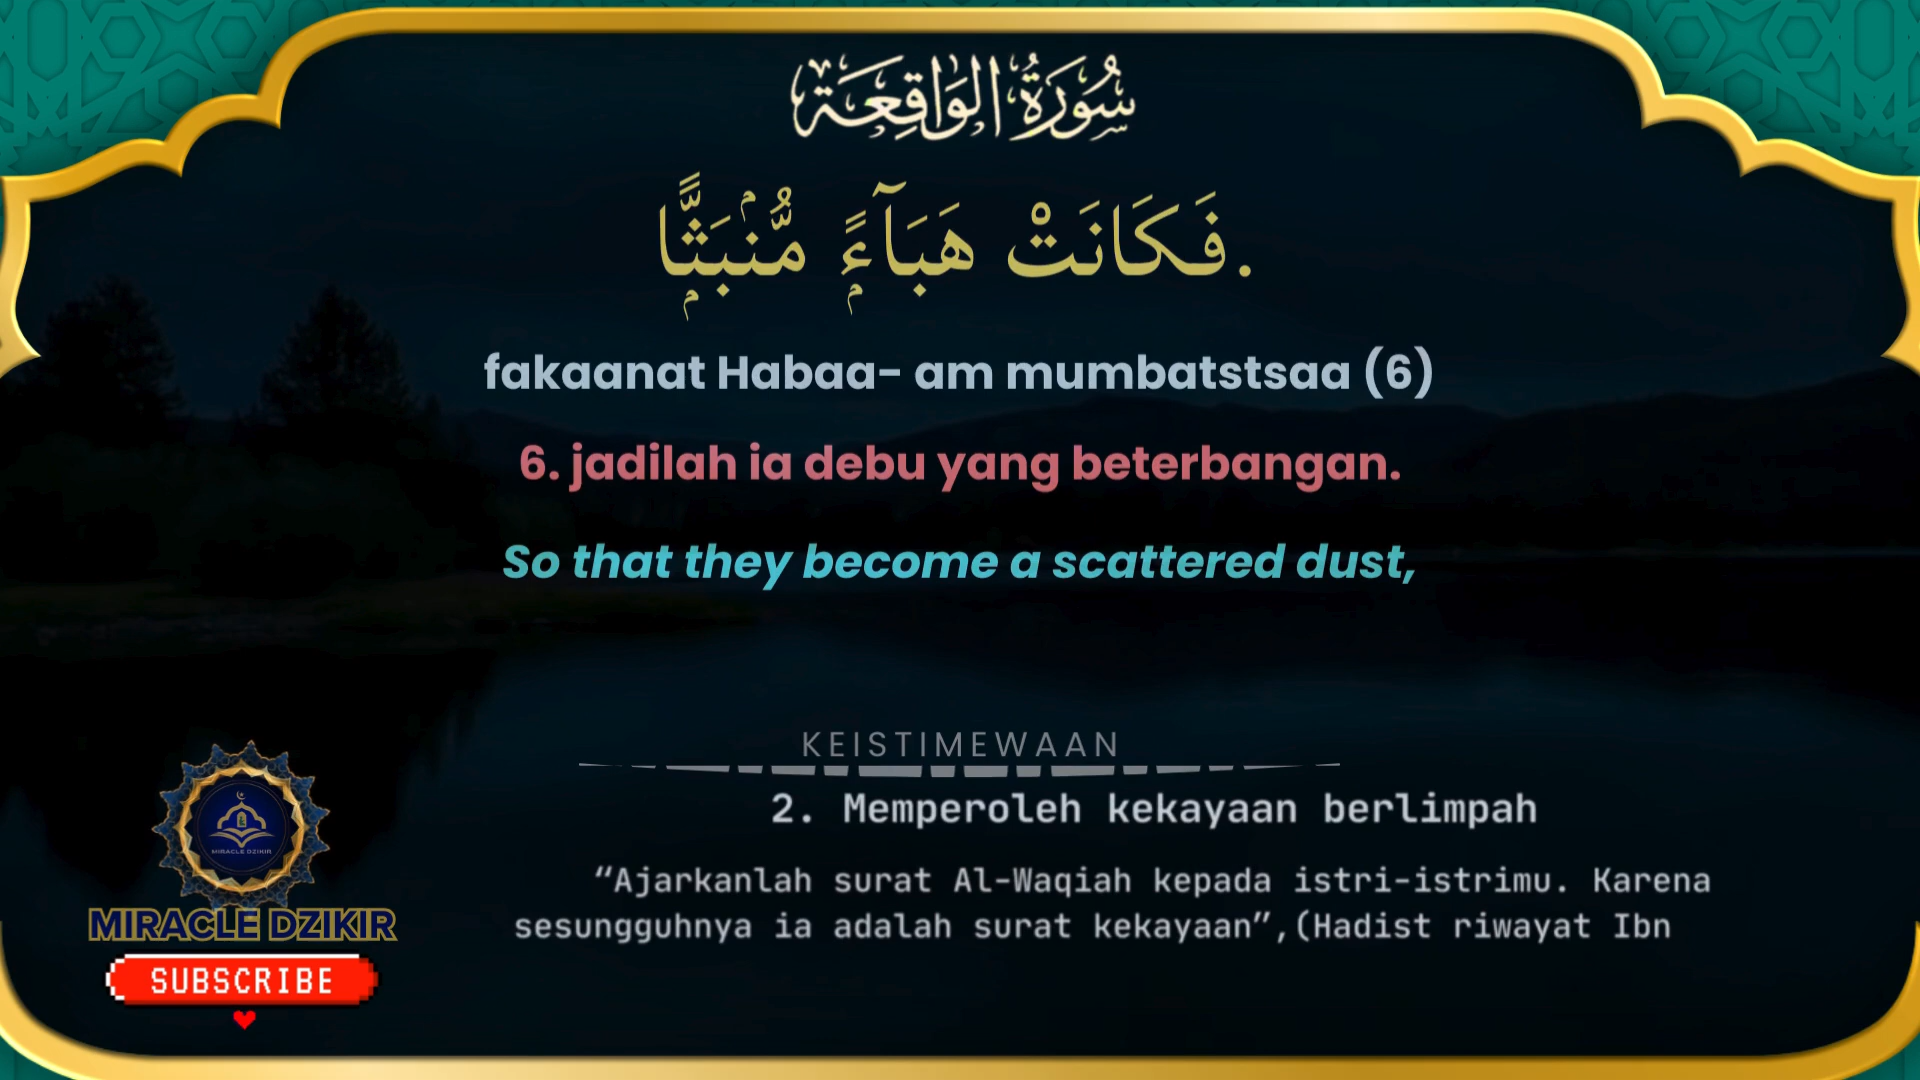 سُورَةُ الوَاقِعَة
فَكَانَتْ هَبَآءًۭ مُّنۢبَثًّۭا.
fakaanat Habaa- am mumbatstsaa (6)
6. jadilah ia debu yang beterbangan.
So that they become a scattered dust,
KEISTIMEWAAN
2. Memperoleh kekayaan berlimpah
“Ajarkanlah surat Al-Waqiah kepada istri-istrimu. Karena
sesungguhnya ia adalah surat kekayaan”,(Hadist riwayat Ibn
MIRACLE DZIKIR
MIRACLE DZIKIR
SUBSCRIBE